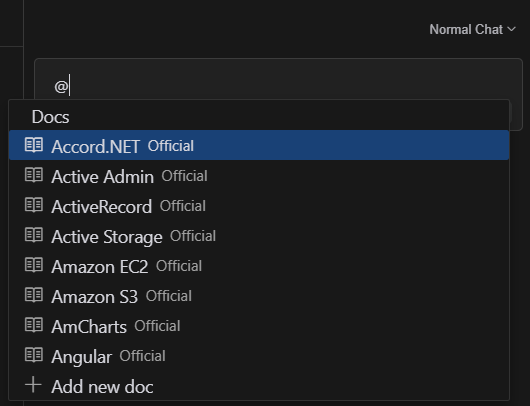 Normal Chat
@
Docs
Accord.NET Official
Active Admin Official
ActiveRecord Official
Active Storage Official
Amazon EC2 Official
Amazon S3 Official
AmCharts Official
Angular Official
Add new doc